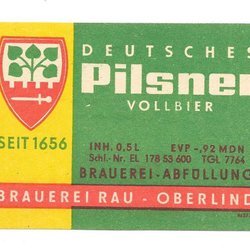 DEUTSCHES
Pilsner
VOLLBIER
SEIT 1656
INH. 0,5 L EVP -,92 MDN
Schl.-Nr. EL 178 53 600 TGL 7764
BRAUEREI-ABFÜLLUNG
BRAUEREI RAU - OBERLIND